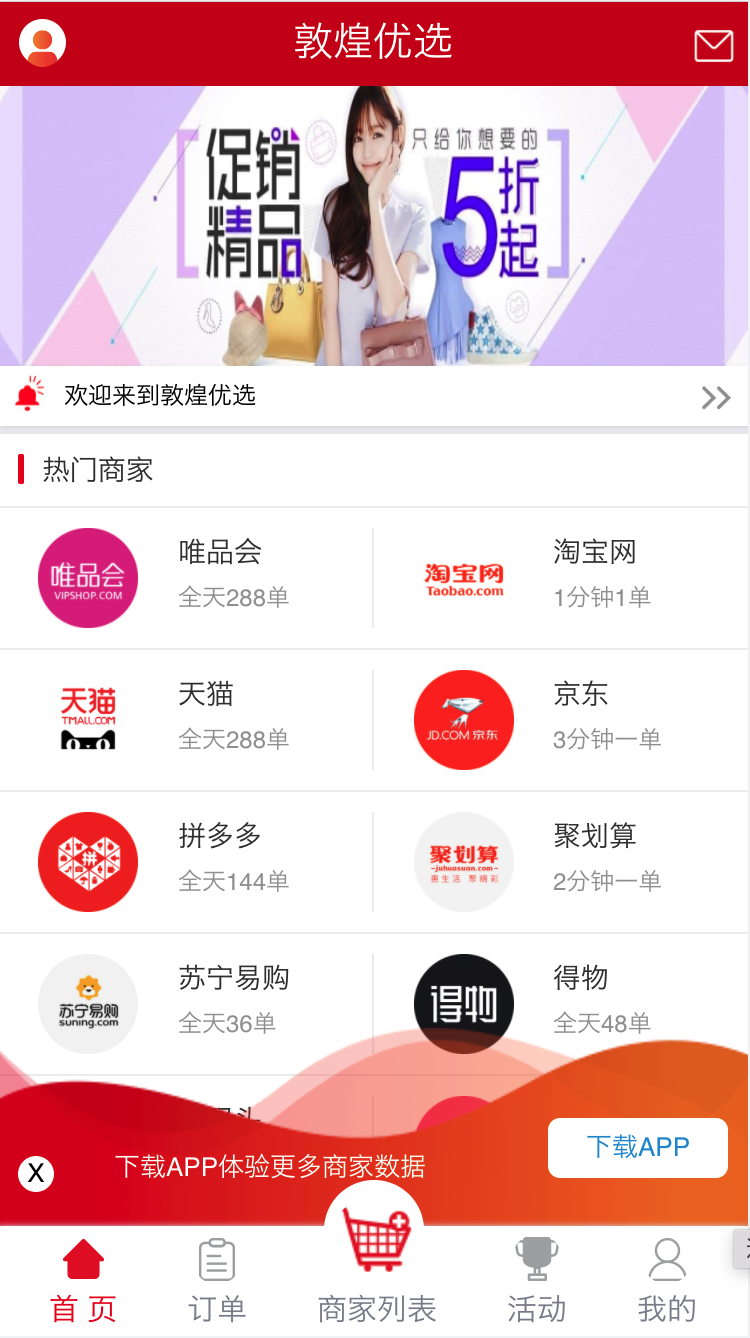 敦煌优选
促销
精品
只给你想要的
5折
起
欢迎来到敦煌优选
热门商家
唯品会
VIPSHOP.COM
唯品会
全天288单
淘宝网
Taobao.com
淘宝网
1分钟1单
天猫
TMALL.COM
天猫
全天288单
JD.COM 京东
京东
3分钟一单
拼
拼多多
全天144单
聚划算
juhuasuan.com
惠生活 聚精彩
聚划算
2分钟一单
苏宁易购
suning.com
苏宁易购
全天36单
得物
得物
全天48单
X
下载APP体验更多商家数据
下载APP
首 页
订单
商家列表
活动
我的